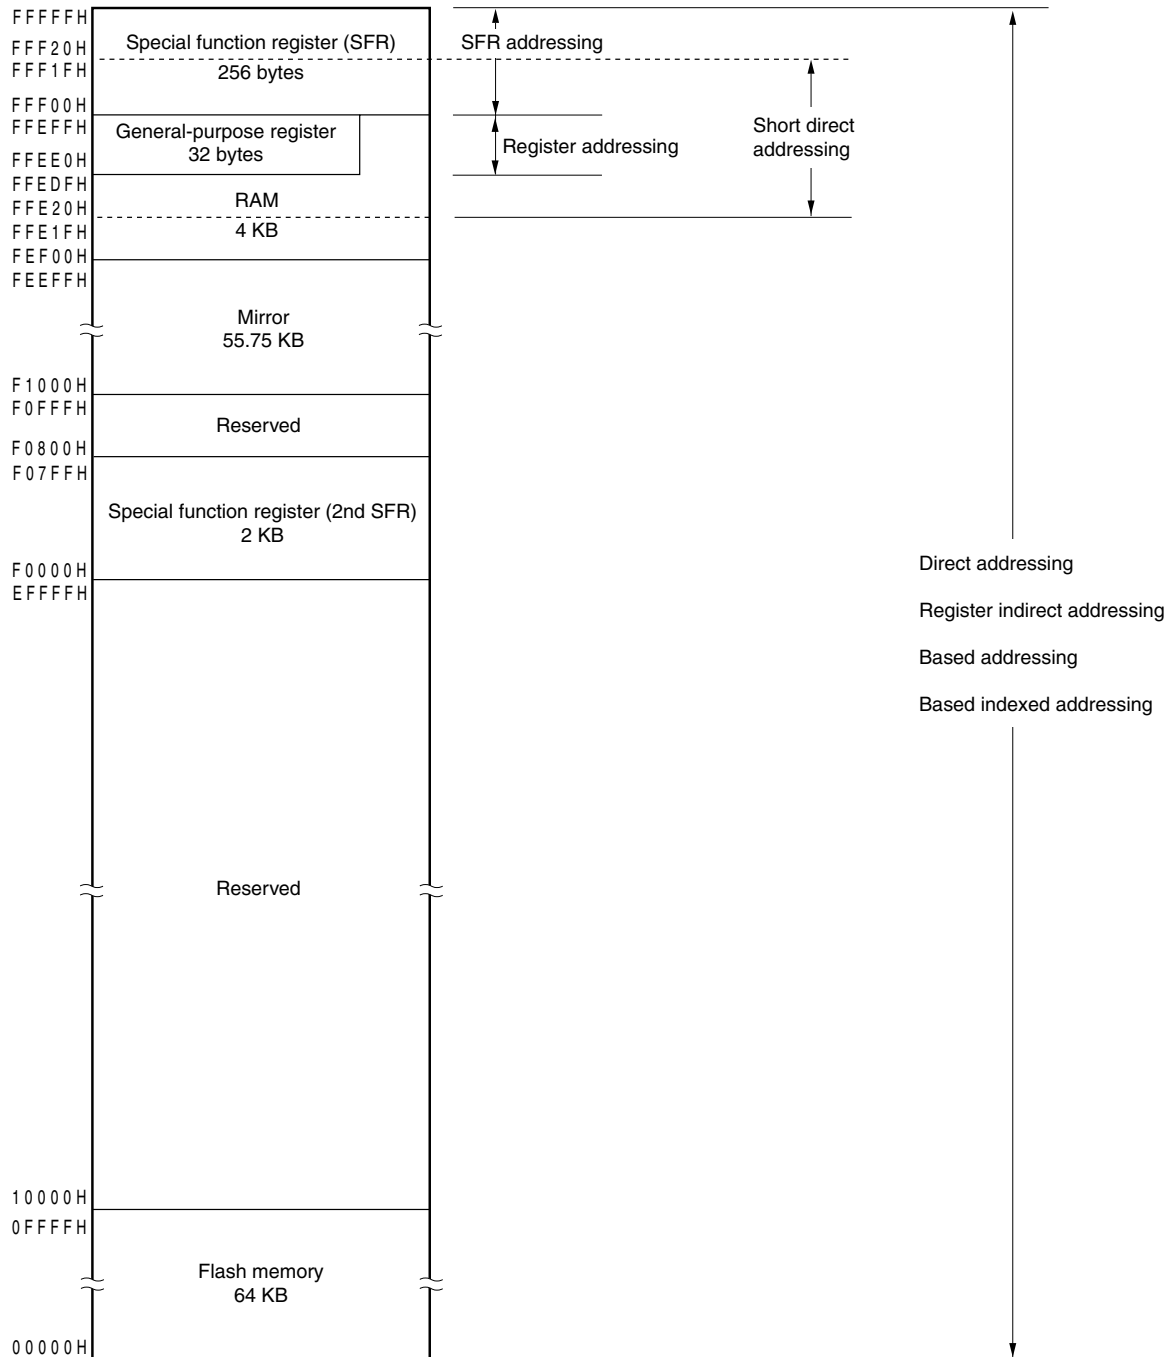 FFFFFH
Special function register (SFR)
SFR addressing
FFF20H
FFF1FH
256 bytes
FFF00H
FFEFFH
General-purpose register
32 bytes
Register addressing
Short direct
addressing
FFEE0H
FFEDFH
RAM
FFE20H
FFE1FH
4 KB
FEF00H
FEEFFH
Mirror
55.75 KB
F1000H
F0FFFH
Reserved
F0800H
F07FFH
Special function register (2nd SFR)
2 KB
F0000H
EFFFFH
Direct addressing
Register indirect addressing
Based addressing
Based indexed addressing
Reserved
10000H
0FFFFH
Flash memory
64 KB
00000H